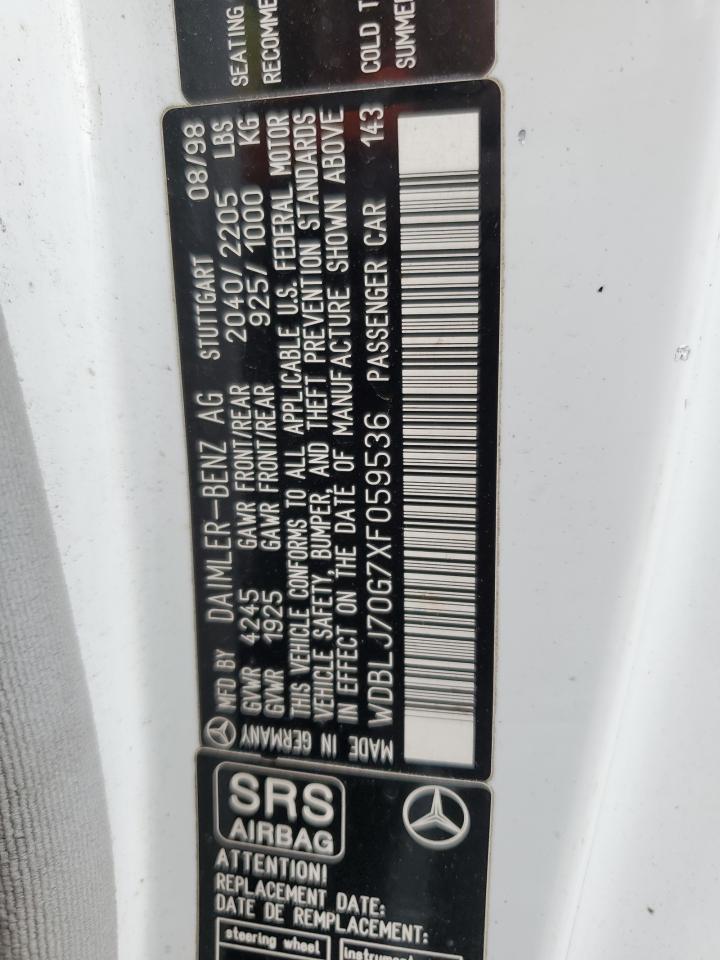 SEATING
RECOMME
COLD T
SUMME
MFD BY DAIMLER-BENZ AG STUTTGART 08/98
GVWR 4245 GAWR FRONT/REAR 2040/2205 LBS
GVWR 1925 GAWR FRONT/REAR 925/1000 KG
THIS VEHICLE CONFORMS TO ALL APPLICABLE U.S. FEDERAL MOTOR
VEHICLE SAFETY, BUMPER, AND THEFT PREVENTION STANDARDS
IN EFFECT ON THE DATE OF MANUFACTURE SHOWN ABOVE
WDBLJ70G7XF059536 PASSENGER CAR 143
MADE IN GERMANY
SRS
AIRBAG
ATTENTION!
REPLACEMENT DATE:
DATE DE REMPLACEMENT:
steering wheel
instrument